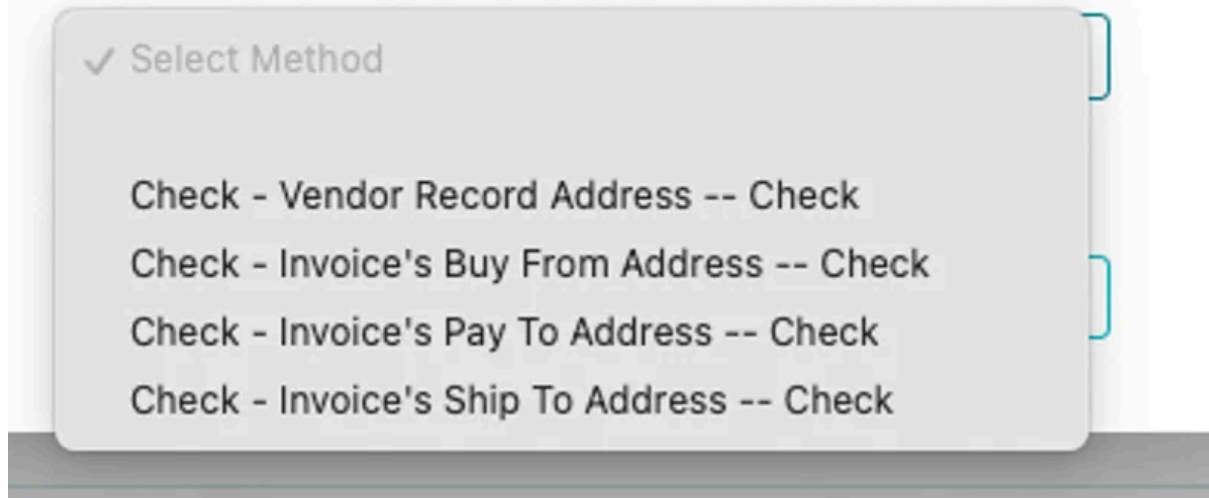 Select Method
Check - Vendor Record Address -- Check
Check - Invoice's Buy From Address -- Check
Check - Invoice's Pay To Address -- Check
Check - Invoice's Ship To Address -- Check